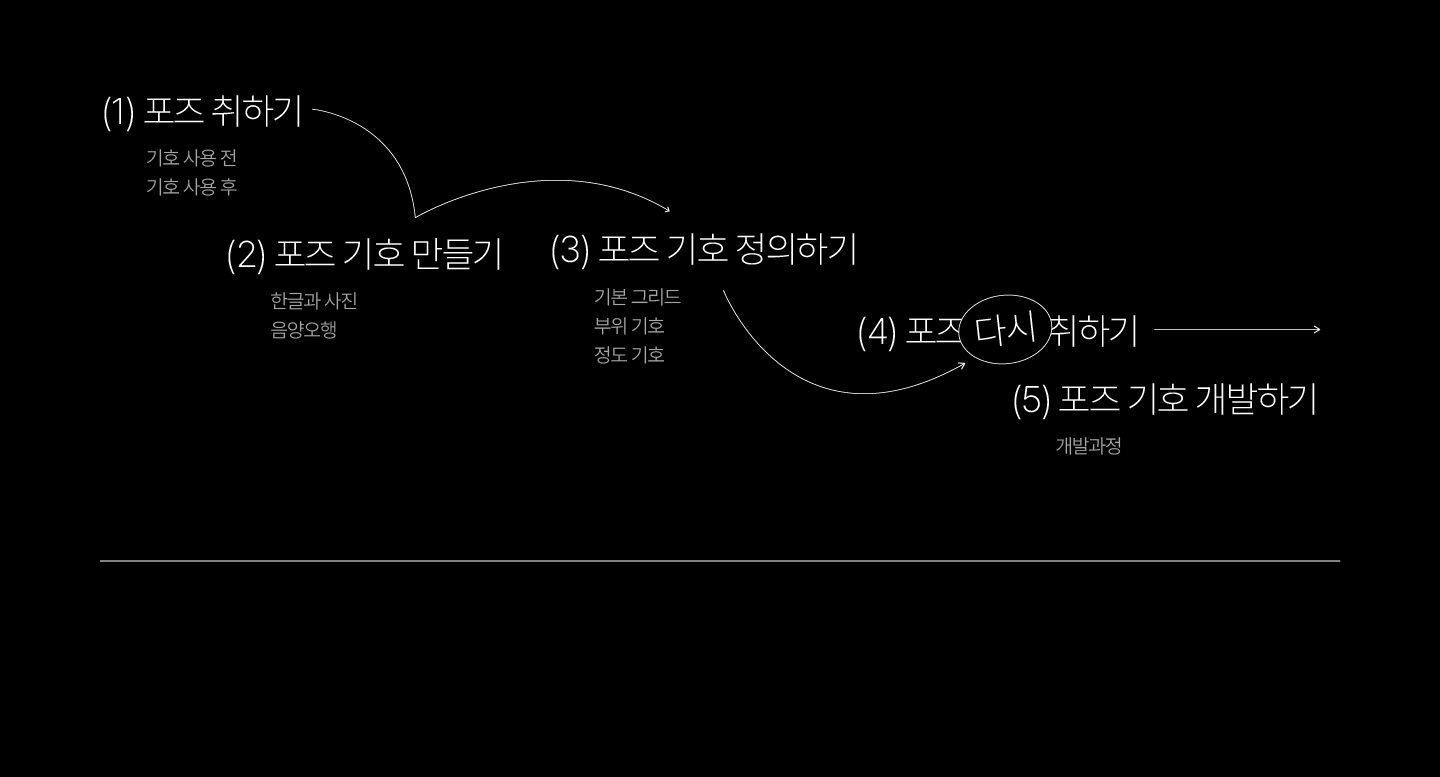 (1) 포즈 취하기
기호 사용 전
기호 사용 후
(2) 포즈 기호 만들기
한글과 사진
음양오행
(3) 포즈 기호 정의하기
기본 그리드
부위 기호
정도 기호
(4) 포즈 다시 취하기
(5) 포즈 기호 개발하기
개발과정